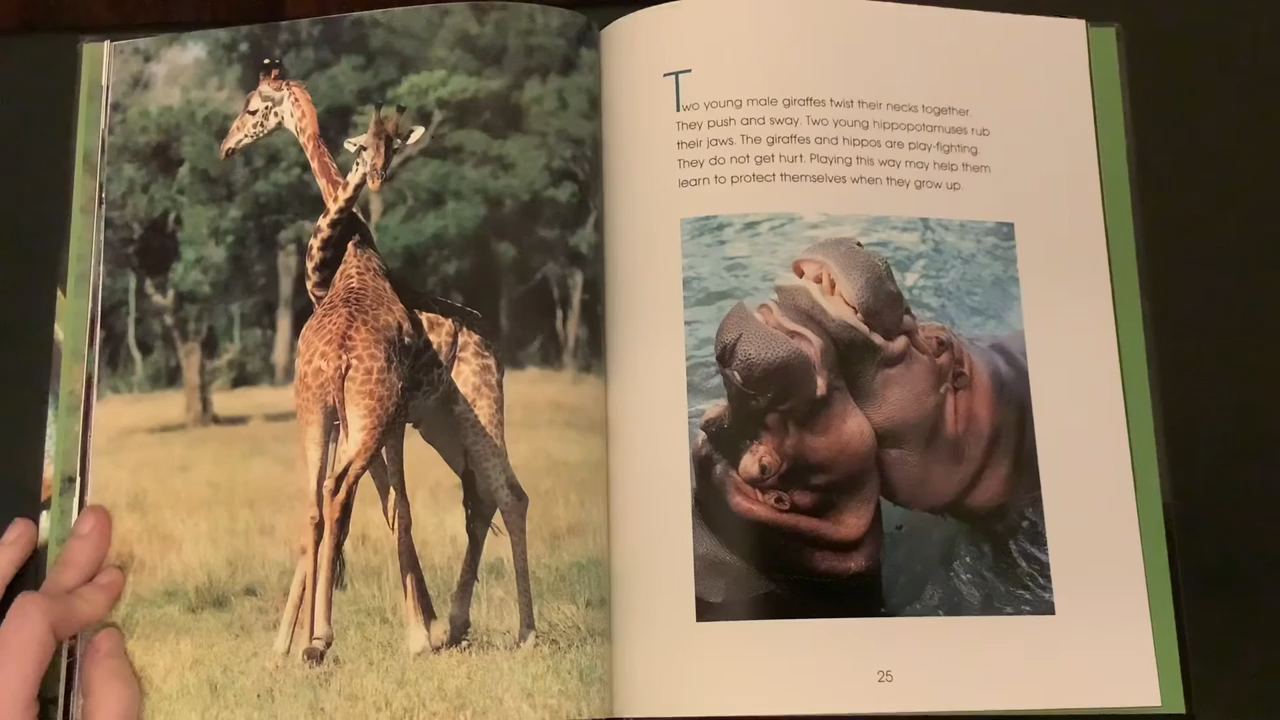 Two young male giraffes twist their necks together.
They push and sway. Two young hippopotamuses rub
their jaws. The giraffes and hippos are play-fighting.
They do not get hurt. Playing this way may help them
learn to protect themselves when they grow up.
25